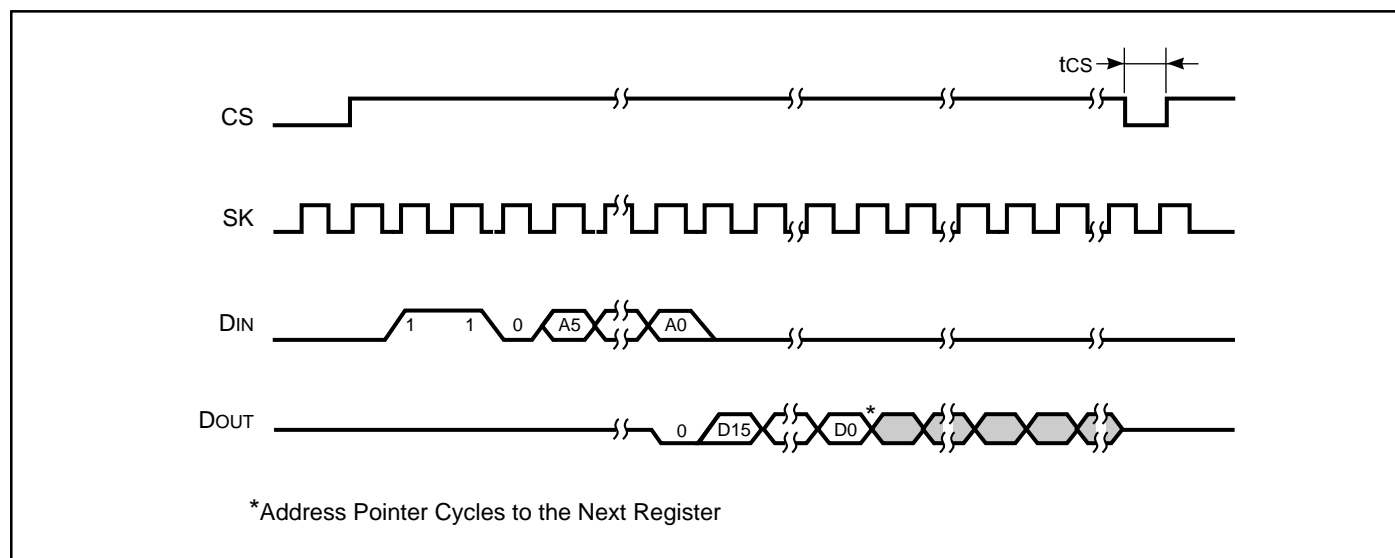 tCS
CS
SK
DIN 1 1 0 A5 A0
DOUT 0 D15 D0 *
*Address Pointer Cycles to the Next Register